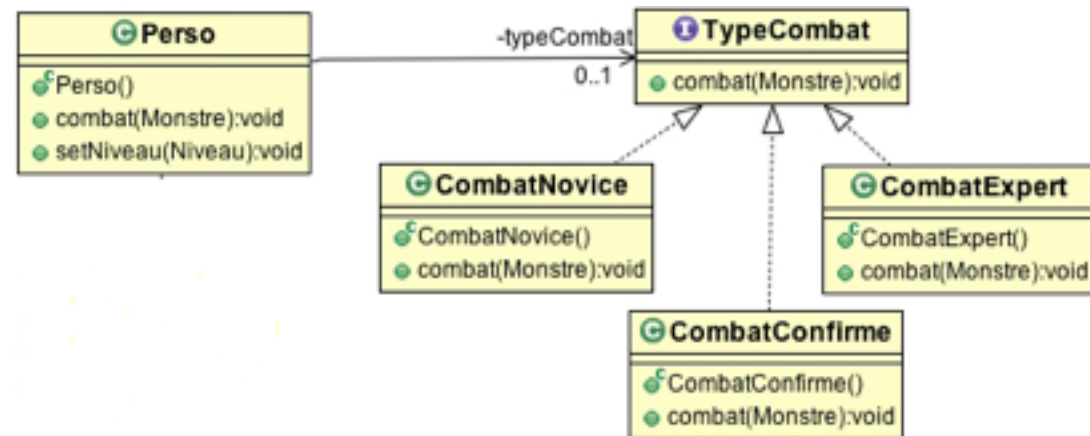 Perso
Perso()
combat(Monstre):void
setNiveau(Niveau):void
-typeCombat
0..1
TypeCombat
combat(Monstre):void
CombatNovice
CombatNovice()
combat(Monstre):void
CombatExpert
CombatExpert()
combat(Monstre):void
CombatConfirme
CombatConfirme()
combat(Monstre):void